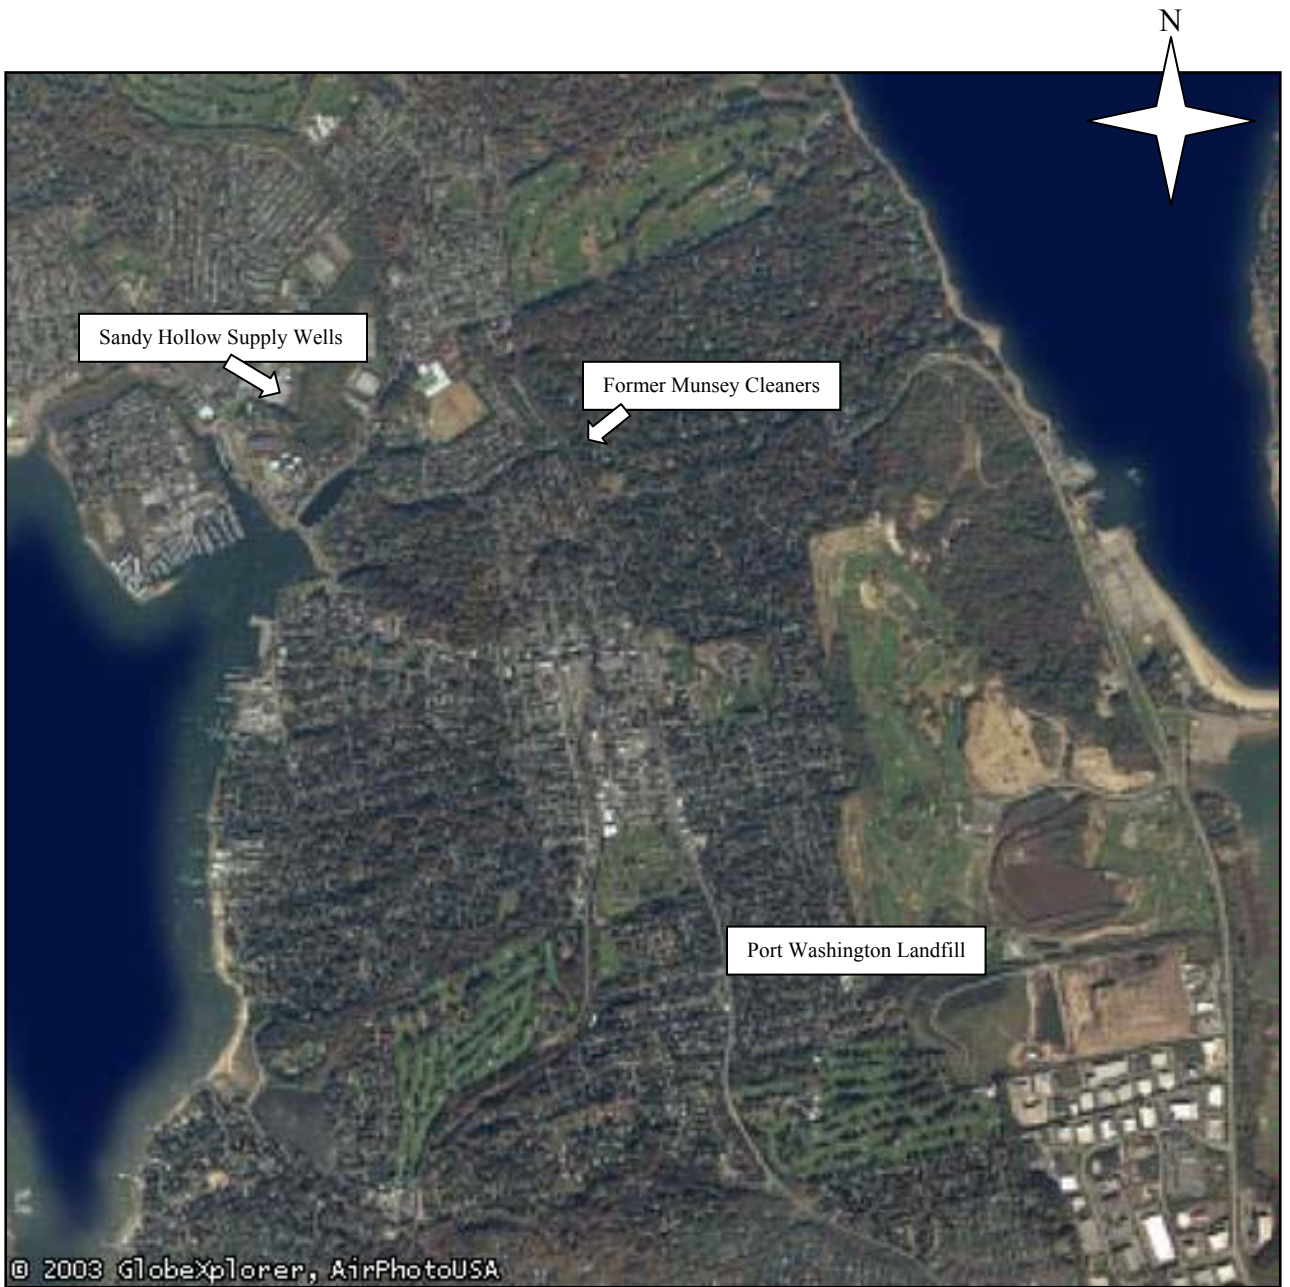 N
Sandy Hollow Supply Wells
Former Munsey Cleaners
Port Washington Landfill
© 2003 GlobeXplorer, AirPhotoUSA